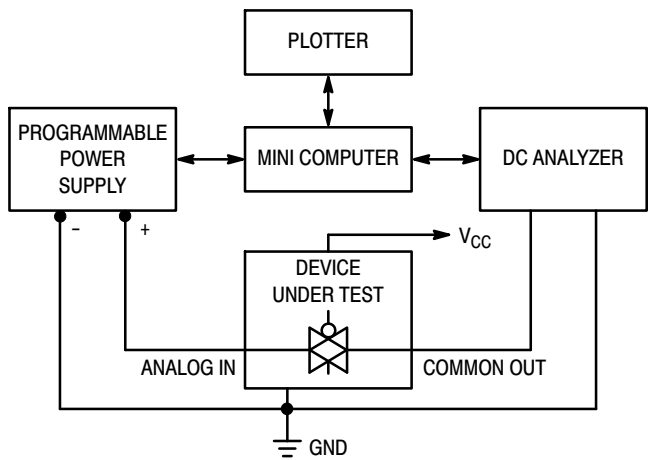 PLOTTER
PROGRAMMABLE
POWER
SUPPLY
MINI COMPUTER
DC ANALYZER
– +
VCC
DEVICE
UNDER TEST
ANALOG IN
COMMON OUT
GND